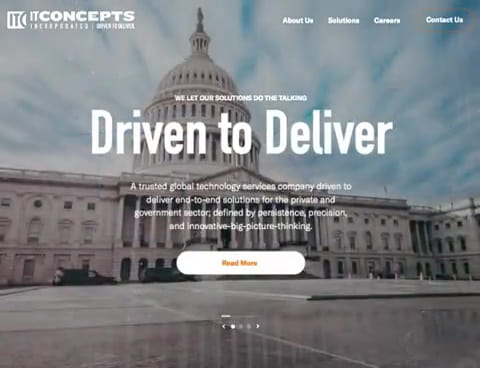 ITC ITCONCEPTS
INCORPORATED | DRIVEN TO DELIVER.
About Us Solutions Careers Contact Us
WE LET OUR SOLUTIONS DO THE TALKING
Driven to Deliver
A trusted global technology services company driven to
deliver end-to-end solutions for the private and
government sector; defined by persistence, precision,
and innovative-big-picture-thinking.
Read More